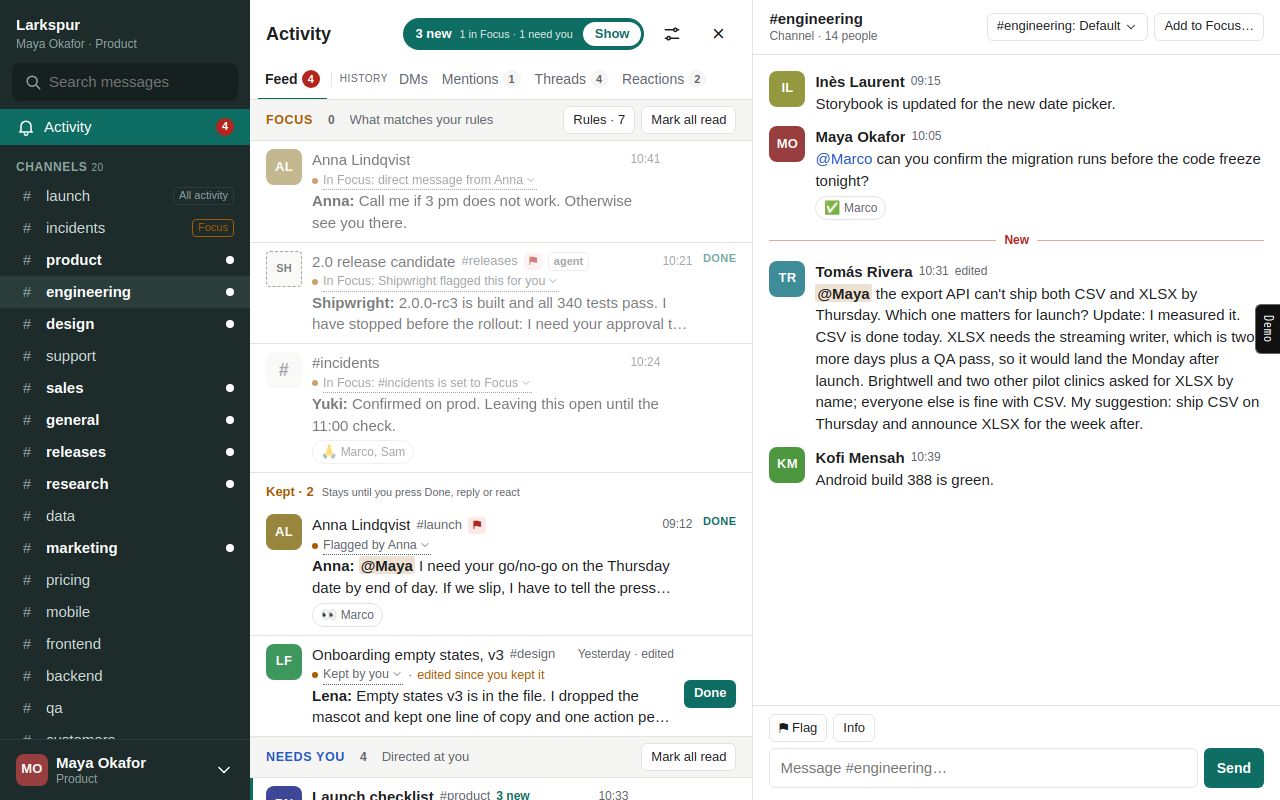 Larkspur
Maya Okafor · Product
Search messages
Activity 4
CHANNELS 20
# launch All activity
# incidents Focus
# product
# engineering
# design
# support
# sales
# general
# releases
# research
# data
# marketing
# pricing
# mobile
# frontend
# backend
# qa
# customers
MO Maya Okafor
Product
Activity
3 new 1 in Focus · 1 need you Show
Feed 4 HISTORY DMs Mentions 1 Threads 4 Reactions 2
FOCUS 0 What matches your rules Rules · 7 Mark all read
AL Anna Lindqvist 10:41
In Focus: direct message from Anna
Anna: Call me if 3 pm does not work. Otherwise
see you there.
SH 2.0 release candidate #releases agent 10:21 DONE
In Focus: Shipwright flagged this for you
Shipwright: 2.0.0-rc3 is built and all 340 tests pass. I
have stopped before the rollout: I need your approval t…
# #incidents 10:24
In Focus: #incidents is set to Focus
Yuki: Confirmed on prod. Leaving this open until the
11:00 check.
🙏 Marco, Sam
Kept · 2 Stays until you press Done, reply or react
AL Anna Lindqvist #launch 09:12 DONE
Flagged by Anna
Anna: @Maya I need your go/no-go on the Thursday
date by end of day. If we slip, I have to tell the press…
👀 Marco
LF Onboarding empty states, v3 #design Yesterday · edited
Kept by you · edited since you kept it
Lena: Empty states v3 is in the file. I dropped the
mascot and kept one line of copy and one action pe…
Done
NEEDS YOU 4 Directed at you Mark all read
Launch checklist #product 3 new 10:33
#engineering
Channel · 14 people
#engineering: Default
Add to Focus…
IL Inès Laurent 09:15
Storybook is updated for the new date picker.
MO Maya Okafor 10:05
@Marco can you confirm the migration runs before the code freeze
tonight?
✅ Marco
New
TR Tomás Rivera 10:31 edited
@Maya the export API can't ship both CSV and XLSX by
Thursday. Which one matters for launch? Update: I measured it.
CSV is done today. XLSX needs the streaming writer, which is two
more days plus a QA pass, so it would land the Monday after
launch. Brightwell and two other pilot clinics asked for XLSX by
name; everyone else is fine with CSV. My suggestion: ship CSV on
Thursday and announce XLSX for the week after.
KM Kofi Mensah 10:39
Android build 388 is green.
Demo
Flag Info
Message #engineering…
Send